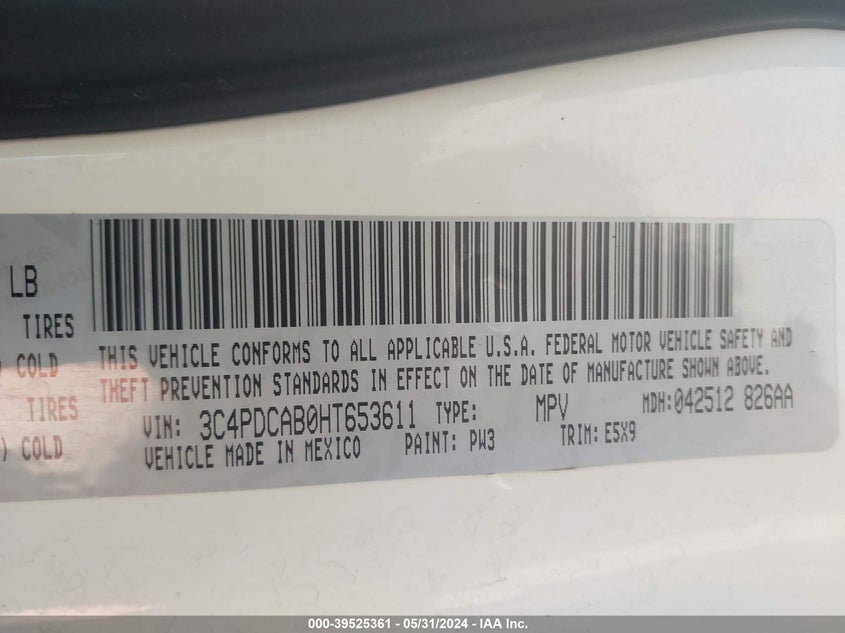 LB
TIRES
COLD
TIRES
) COLD
THIS VEHICLE CONFORMS TO ALL APPLICABLE U.S.A. FEDERAL MOTOR VEHICLE SAFETY AND
THEFT PREVENTION STANDARDS IN EFFECT ON THE DATE OF MANUFACTURE SHOWN ABOVE.
VIN: 3C4PDCAB0HT653611 TYPE: MPV MDH:042512 826AA
VEHICLE MADE IN MEXICO PAINT: PW3 TRIM: E5X9
000-39525361 - 05/31/2024 - IAA Inc.